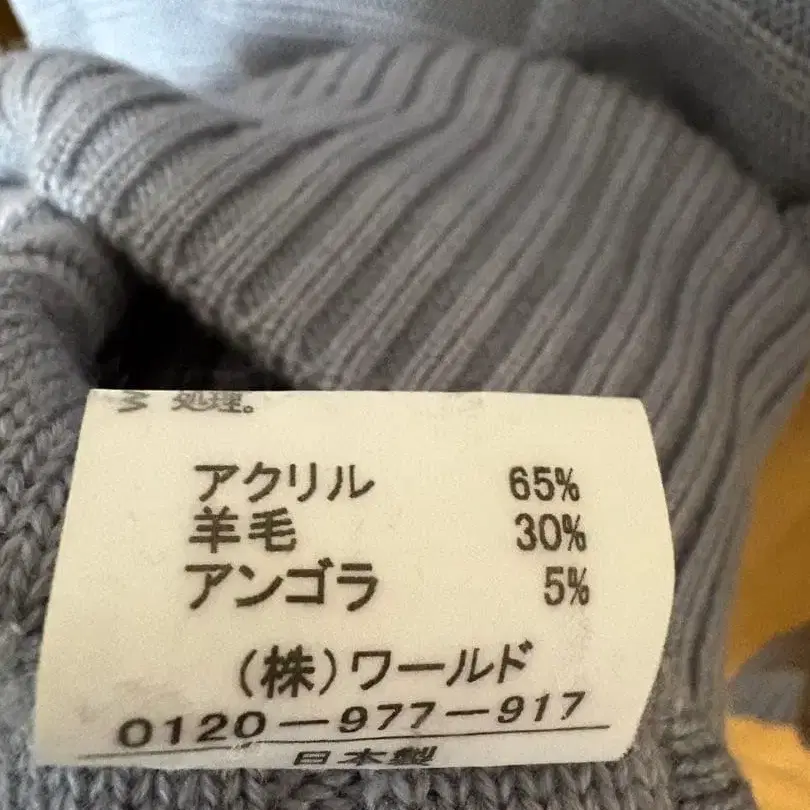 処理。
アクリル 65%
羊毛 30%
アンゴラ 5%
(株)ワールド
0120-977-917
日本製